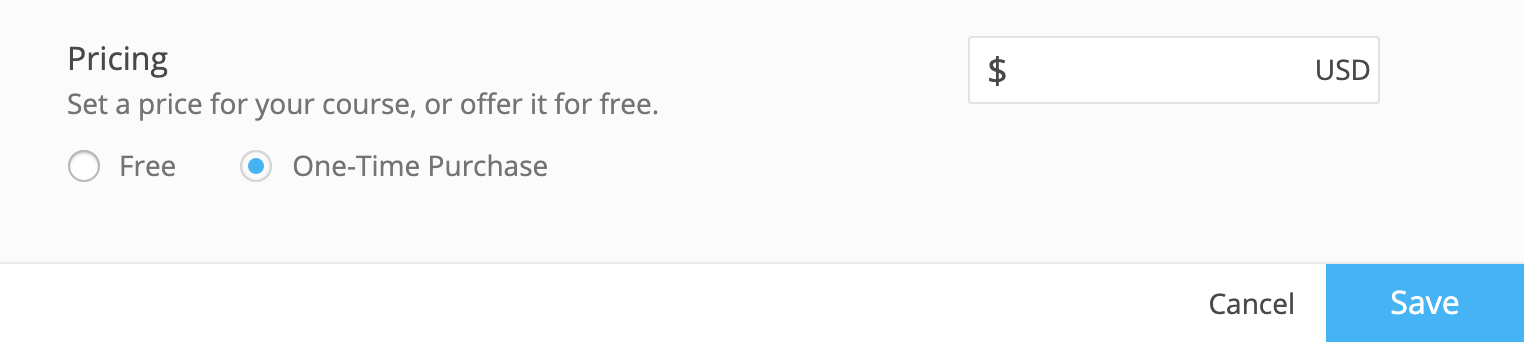 Pricing
$ USD
Set a price for your course, or offer it for free.
Free One-Time Purchase
Cancel Save